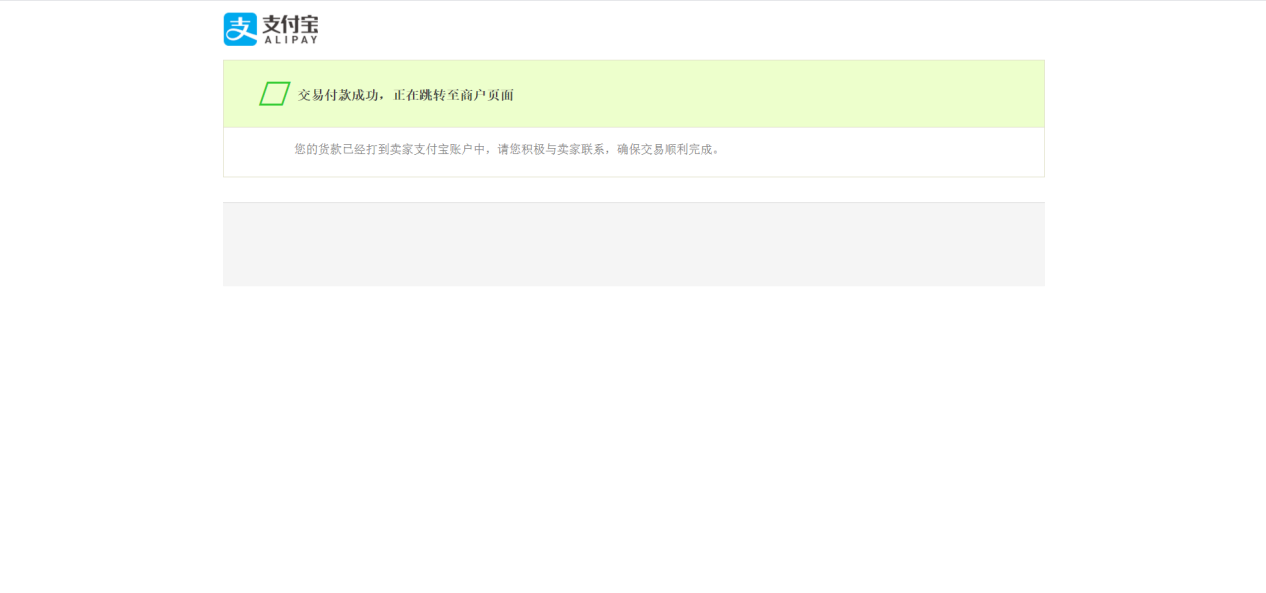 支 支付宝
ALIPAY
交易付款成功，正在跳转至商户页面
您的货款已经打到卖家支付宝账户中，请您积极与卖家联系，确保交易顺利完成。